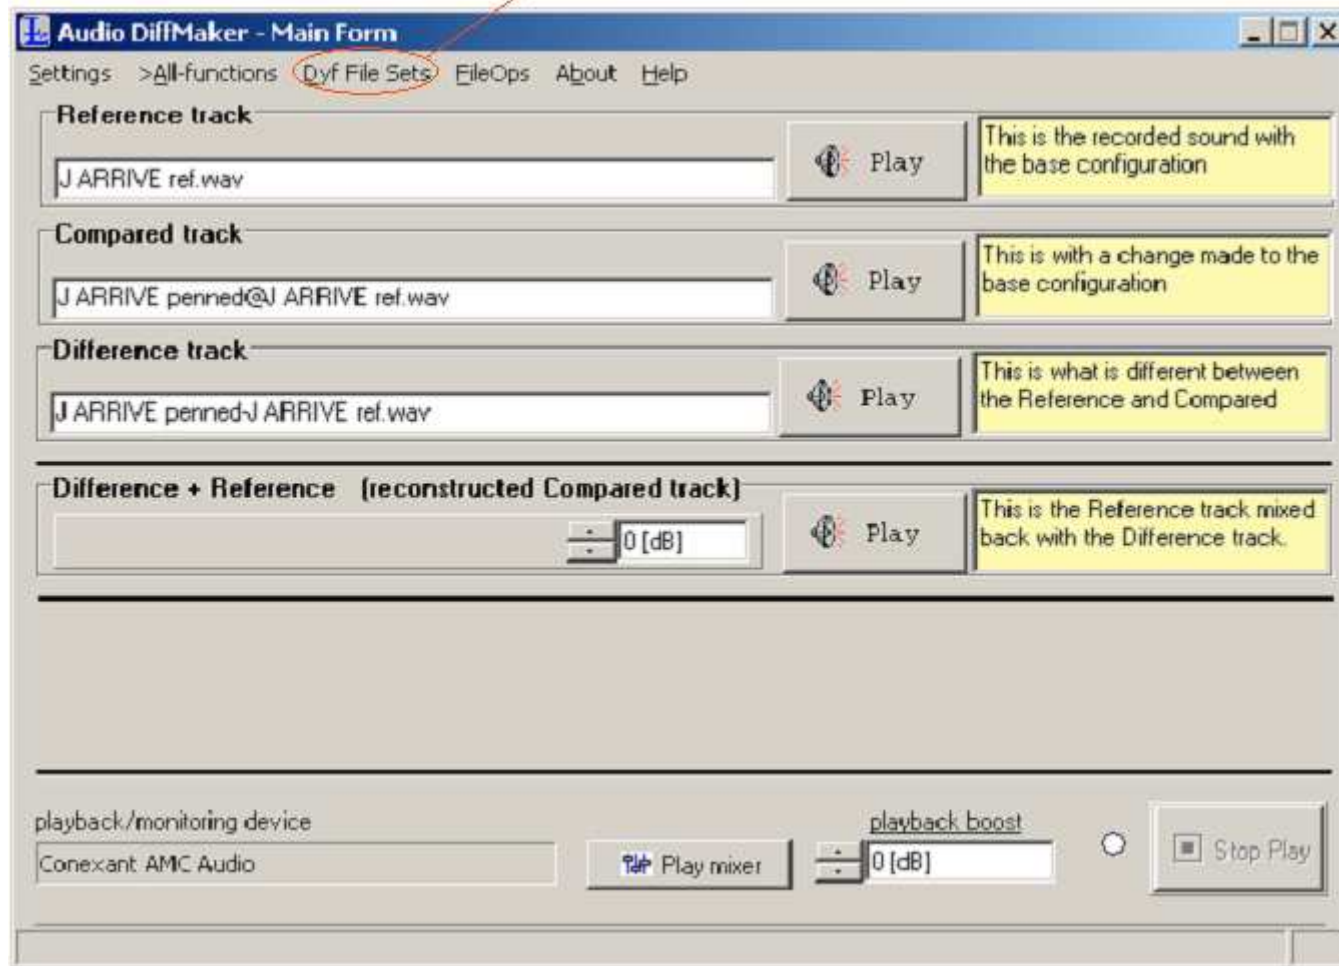 Audio DiffMaker - Main Form
Settings >All-functions Dyf File Sets FileOps About Help
Reference track
J ARRIVE ref.wav
Play
This is the recorded sound with
the base configuration
Compared track
J ARRIVE penned@J ARRIVE ref.wav
Play
This is with a change made to the
base configuration
Difference track
J ARRIVE penned-J ARRIVE ref.wav
Play
This is what is different between
the Reference and Compared
Difference + Reference (reconstructed Compared track)
0 [dB]
Play
This is the Reference track mixed
back with the Difference track.
playback/monitoring device
Conexant AMC Audio
Play mixer
playback boost
0 [dB]
Stop Play